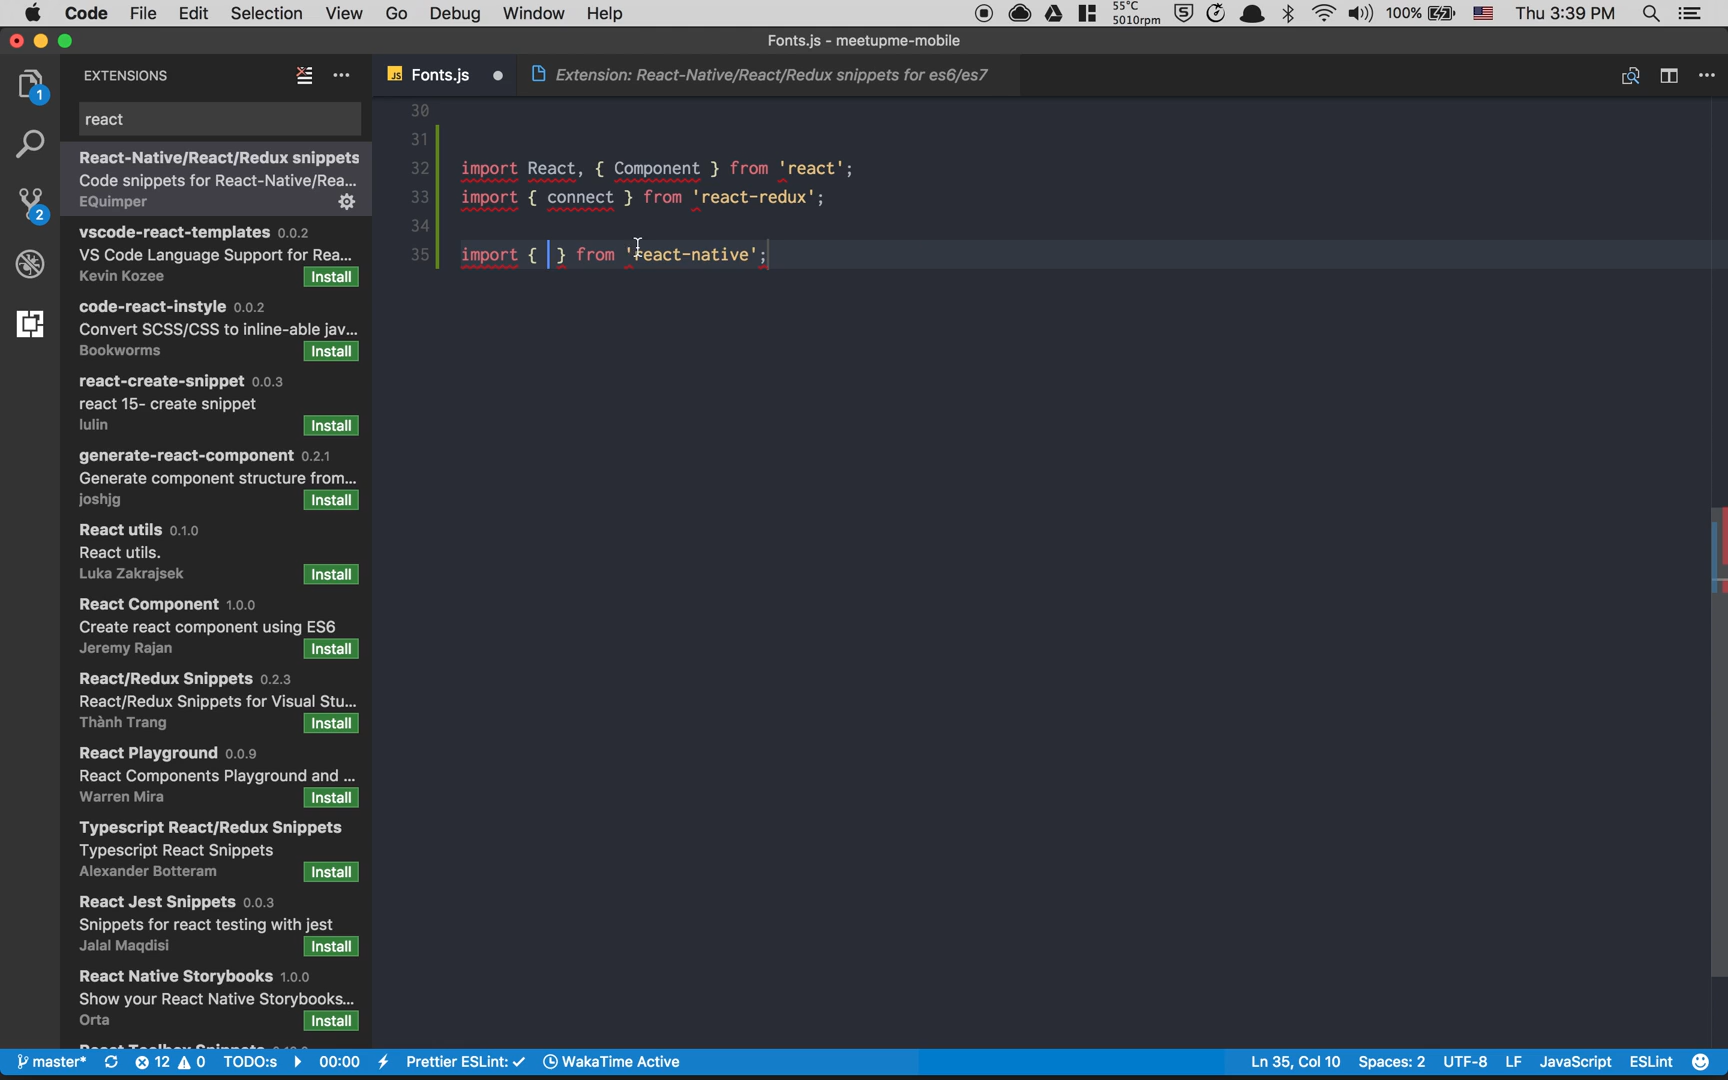 Code File Edit Selection View Go Debug Window Help 55°C 5010rpm 100% Thu 3:39 PM
Fonts.js - meetupme-mobile
EXTENSIONS
JS Fonts.js
Extension: React-Native/React/Redux snippets for es6/es7
react
1
2
React-Native/React/Redux snippets
Code snippets for React-Native/Rea...
EQuimper
vscode-react-templates 0.0.2
VS Code Language Support for Rea...
Kevin Kozee Install
code-react-instyle 0.0.2
Convert SCSS/CSS to inline-able jav...
Bookworms Install
react-create-snippet 0.0.3
react 15- create snippet
lulin Install
generate-react-component 0.2.1
Generate component structure from...
joshjg Install
React utils 0.1.0
React utils.
Luka Zakrajsek Install
React Component 1.0.0
Create react component using ES6
Jeremy Rajan Install
React/Redux Snippets 0.2.3
React/Redux Snippets for Visual Stu...
Thành Trang Install
React Playground 0.0.9
React Components Playground and ...
Warren Mira Install
Typescript React/Redux Snippets
Typescript React Snippets
Alexander Botteram Install
React Jest Snippets 0.0.3
Snippets for react testing with jest
Jalal Maqdisi Install
React Native Storybooks 1.0.0
Show your React Native Storybooks...
Orta Install
30
31
32 import React, { Component } from 'react';
33 import { connect } from 'react-redux';
34
35 import { } from 'react-native';
master* 12 0 TODO:s 00:00 Prettier ESLint: ✓ WakaTime Active Ln 35, Col 10 Spaces: 2 UTF-8 LF JavaScript ESLint